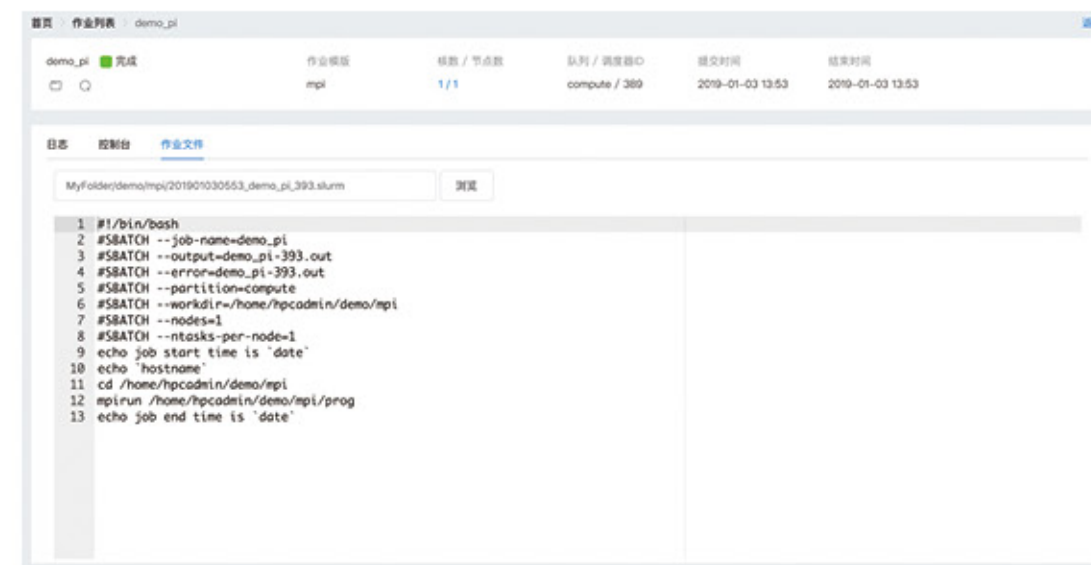 首页 作业列表 demo_pi
demo_pi 完成 作业模版 核数 / 节点数 队列 / 调度器ID 提交时间 结束时间
mpi 1 / 1 compute / 389 2019-01-03 13:53 2019-01-03 13:53
日志 控制台 作业文件
MyFolder/demo/mpi/201901030553_demo_pi_393.slurm 浏览
1 #!/bin/bash
2 #SBATCH --job-name=demo_pi
3 #SBATCH --output=demo_pi-393.out
4 #SBATCH --error=demo_pi-393.out
5 #SBATCH --partition=compute
6 #SBATCH --workdir=/home/hpcadmin/demo/mpi
7 #SBATCH --nodes=1
8 #SBATCH --ntasks-per-node=1
9 echo job start time is `date`
10 echo `hostname`
11 cd /home/hpcadmin/demo/mpi
12 mpirun /home/hpcadmin/demo/mpi/prog
13 echo job end time is `date`